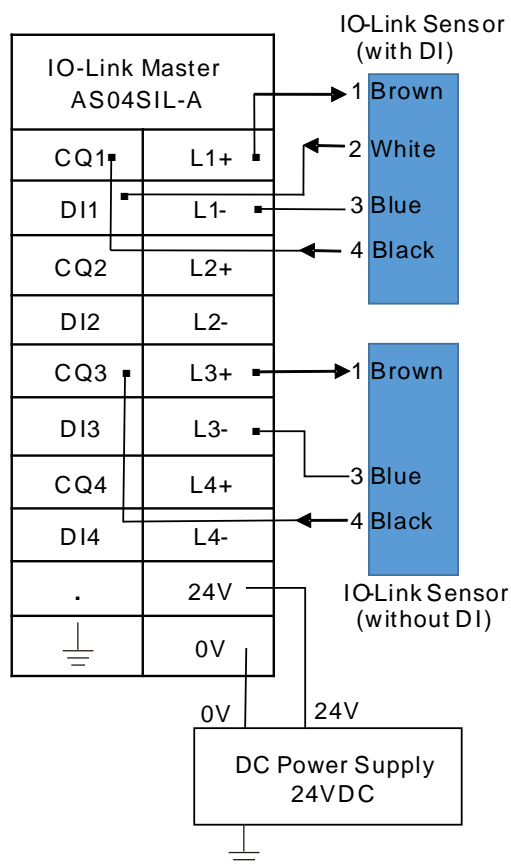 IO-Link Sensor
(with DI)
IO-Link Master
AS04SIL-A
1 Brown
CQ1 L1+
2 White
DI1 L1-
3 Blue
4 Black
CQ2 L2+
DI2 L2-
CQ3 L3+
1 Brown
DI3 L3-
3 Blue
CQ4 L4+
4 Black
DI4 L4-
. 24V
IO-Link Sensor
(without DI)
0V
0V 24V
DC Power Supply
24VDC